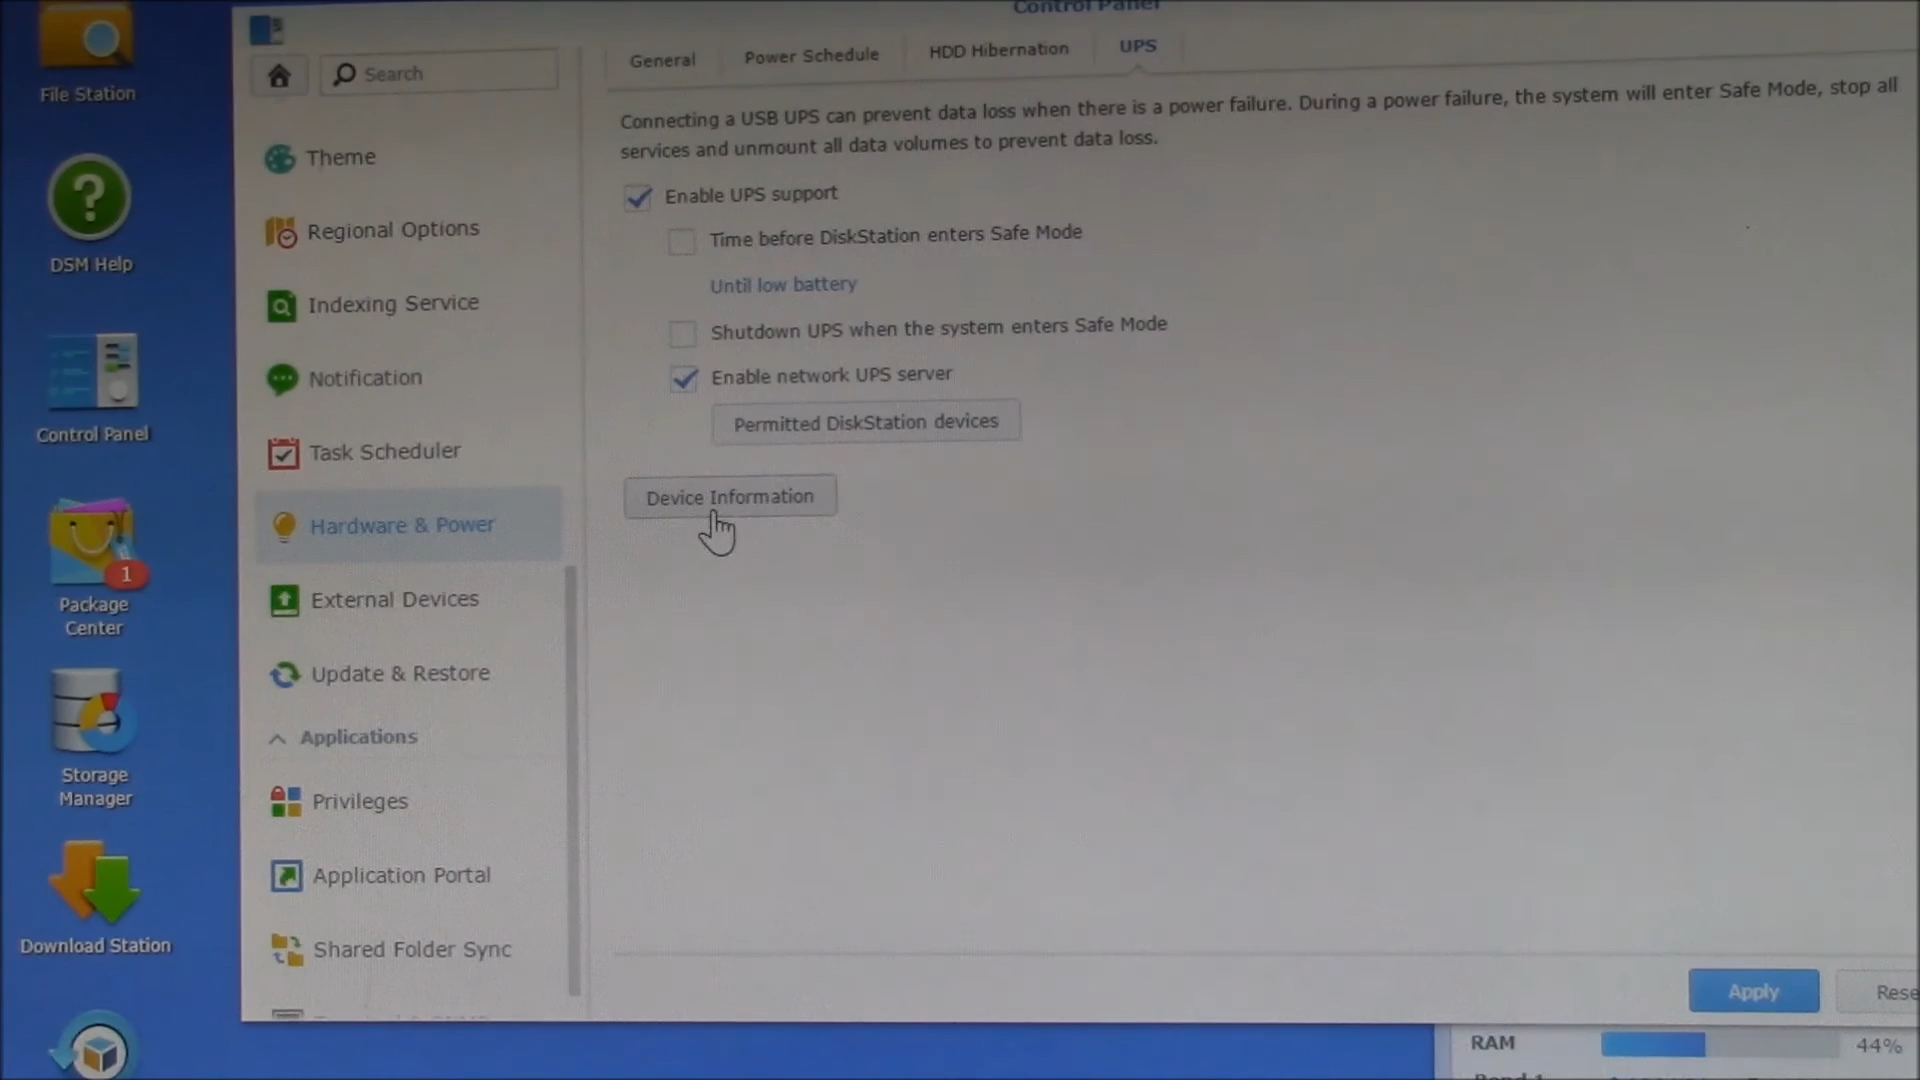 Control Panel
File Station
DSM Help
Control Panel
1
Package
Center
Storage
Manager
Download Station
Search
Theme
Regional Options
Indexing Service
Notification
Task Scheduler
Hardware & Power
External Devices
Update & Restore
Applications
Privileges
Application Portal
Shared Folder Sync
General
Power Schedule
HDD Hibernation
UPS
Connecting a USB UPS can prevent data loss when there is a power failure. During a power failure, the system will enter Safe Mode, stop all
services and unmount all data volumes to prevent data loss.
Enable UPS support
Time before DiskStation enters Safe Mode
Until low battery
Shutdown UPS when the system enters Safe Mode
Enable network UPS server
Permitted DiskStation devices
Device Information
Apply
Rese
RAM
44%